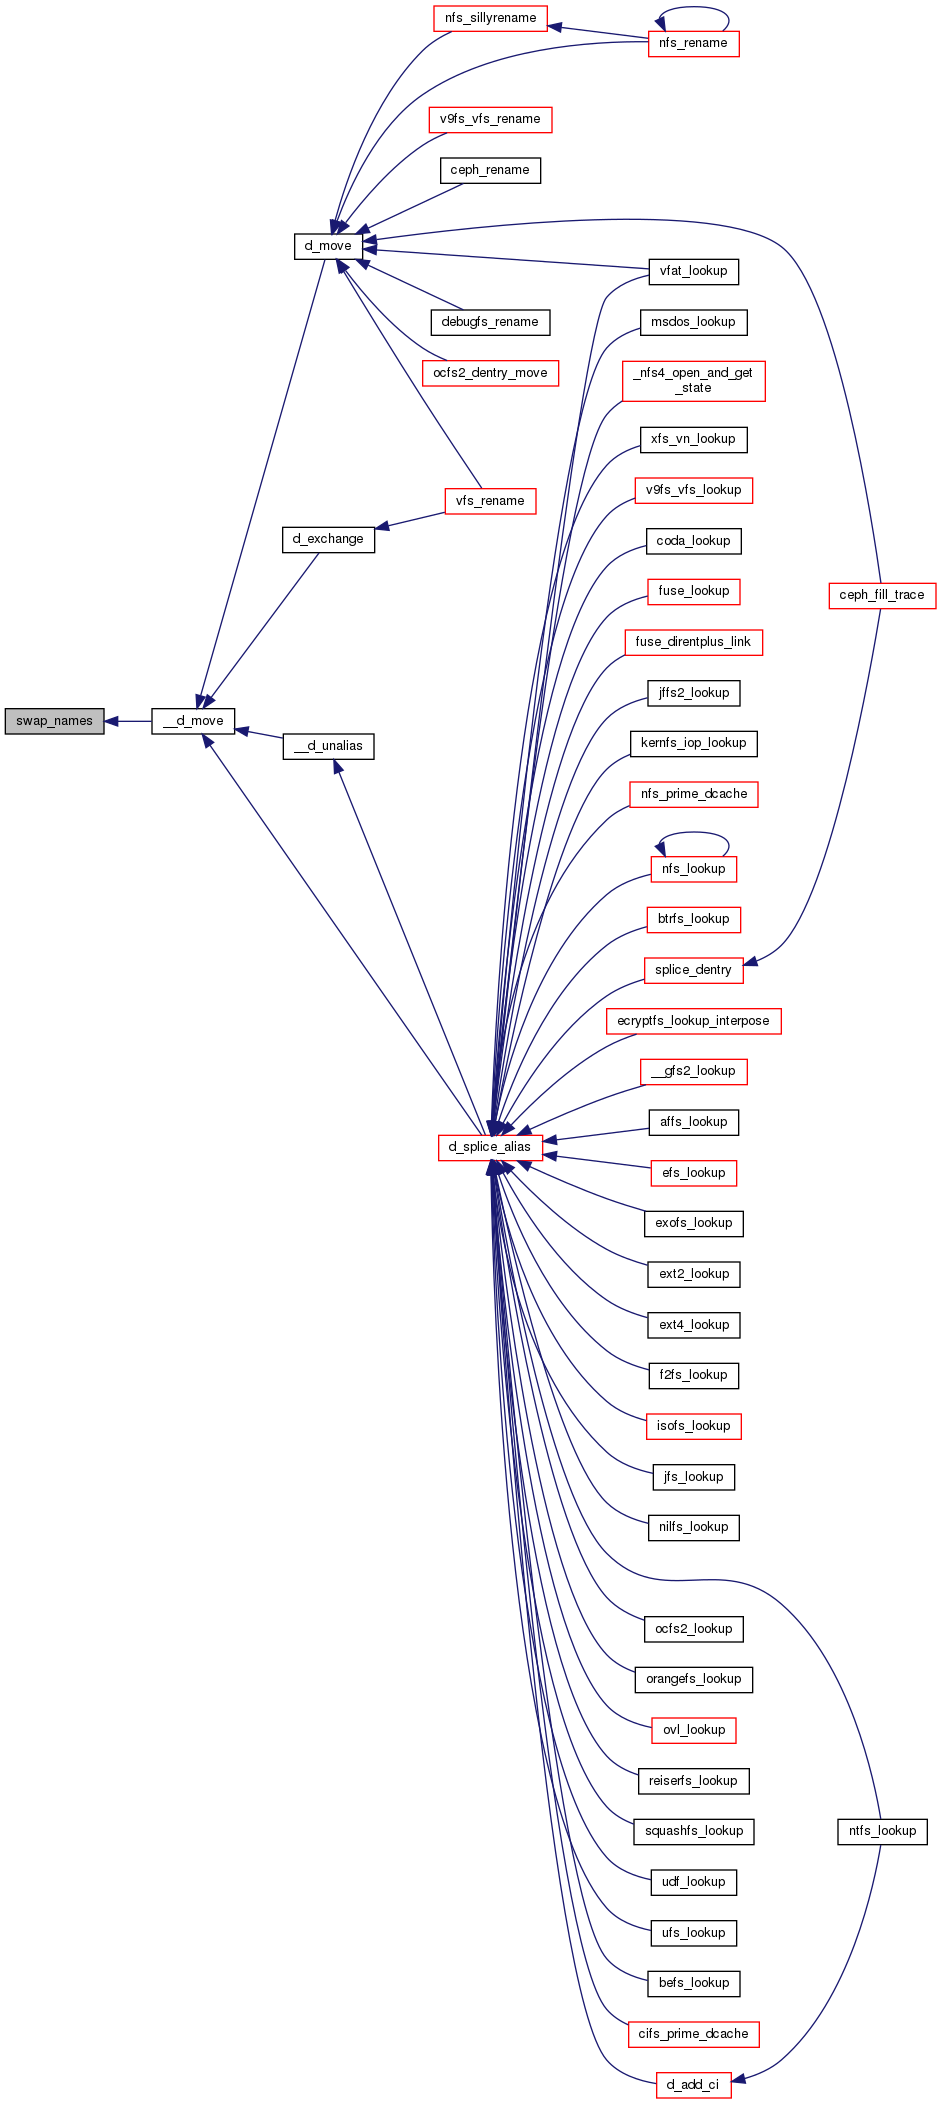 nfs_sillyrename
nfs_rename
v9fs_vfs_rename
ceph_rename
d_move
vfat_lookup
debugfs_rename
msdos_lookup
ocfs2_dentry_move
_nfs4_open_and_get
_state
xfs_vn_lookup
v9fs_vfs_lookup
vfs_rename
d_exchange
coda_lookup
fuse_lookup
ceph_fill_trace
fuse_direntplus_link
jffs2_lookup
swap_names
__d_move
__d_unalias
kernfs_iop_lookup
nfs_prime_dcache
nfs_lookup
btrfs_lookup
splice_dentry
ecryptfs_lookup_interpose
__gfs2_lookup
affs_lookup
d_splice_alias
efs_lookup
exofs_lookup
ext2_lookup
ext4_lookup
f2fs_lookup
isofs_lookup
jfs_lookup
nilfs_lookup
ocfs2_lookup
orangefs_lookup
ovl_lookup
reiserfs_lookup
squashfs_lookup
ntfs_lookup
udf_lookup
ufs_lookup
befs_lookup
cifs_prime_dcache
d_add_ci